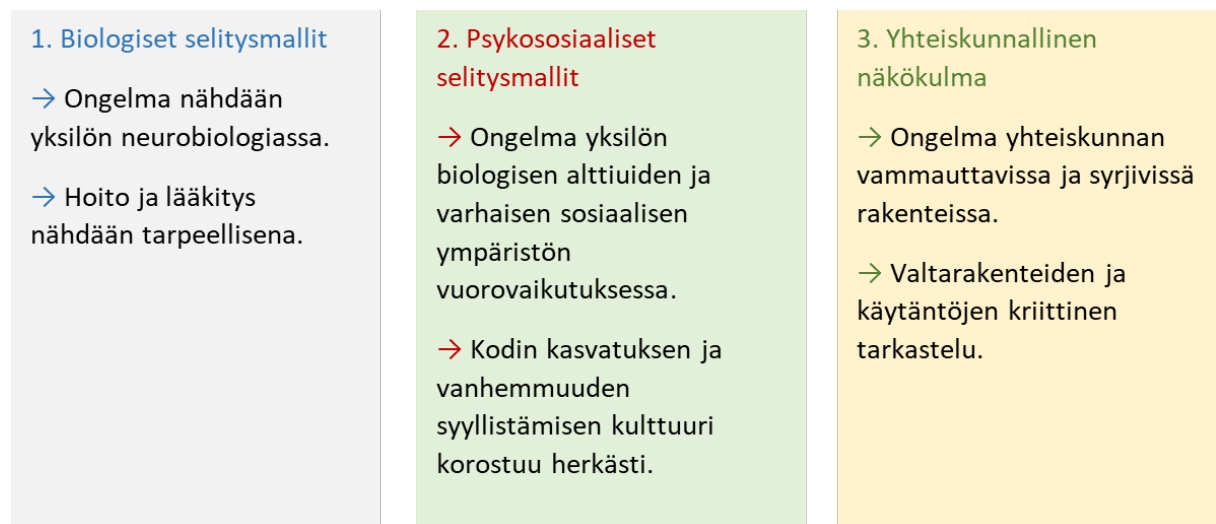 1. Biologiset selitysmallit
→ Ongelma nähdään
yksilön neurobiologiassa.
→ Hoito ja lääkitys
nähdään tarpeellisena.
2. Psykososiaaliset
selitysmallit
→ Ongelma yksilön
biologisen alttiuiden ja
varhaisen sosiaalisen
ympäristön
vuorovaikutuksessa.
→ Kodin kasvatuksen ja
vanhemmuuden
syyllistämisen kulttuuri
korostuu herkästi.
3. Yhteiskunnallinen
näkökulma
→ Ongelma yhteiskunnan
vammauttavissa ja syrjivissä
rakenteissa.
→ Valtarakenteiden ja
käytäntöjen kriittinen
tarkastelu.